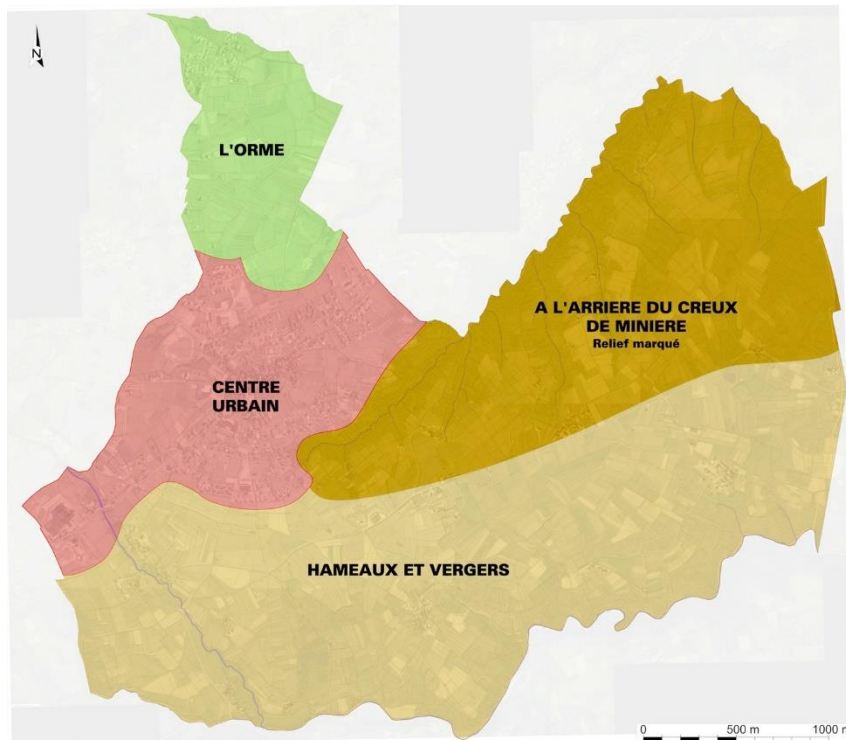 N
L'ORME
A L'ARRIERE DU CREUX
DE MINIERE
Relief marqué
CENTRE
URBAIN
HAMEAUX ET VERGERS
0 500 m 1000 m